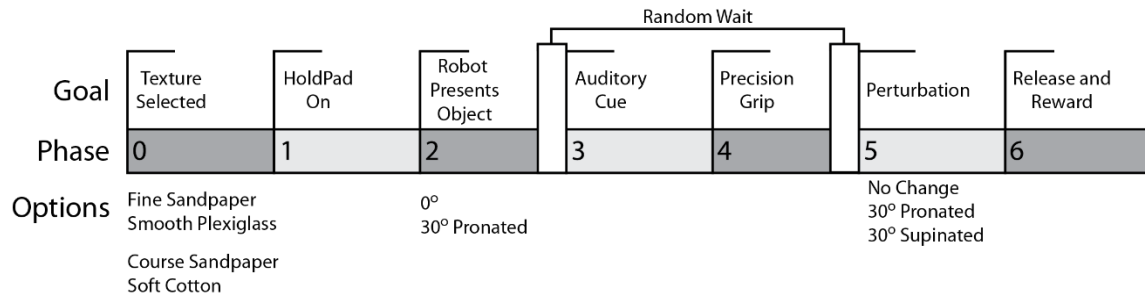 Random Wait
Goal
Texture
Selected
HoldPad
On
Robot
Presents
Object
Auditory
Cue
Precision
Grip
Perturbation
Release and
Reward
Phase
0
1
2
3
4
5
6
Options
Fine Sandpaper
Smooth Plexiglass
Course Sandpaper
Soft Cotton
0°
30° Pronated
No Change
30° Pronated
30° Supinated